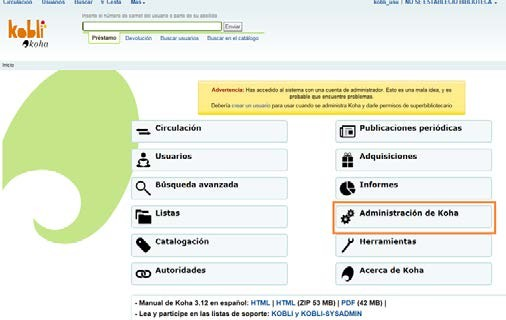 Circulación Usuarios Buscar Cesta Más
kobli_usu | NO SE ESTABLECIÓ BIBLIOTECA
Inserte el número de carnet del usuario o parte de su apellido
Enviar
kobli
koha
Préstamo Devolución Buscar usuarios Buscar en el catálogo
Inicio
Advertencia: Has accedido al sistema con una cuenta de administrador. Esto es una mala idea, y es
probable que encuentre problemas.
Debería crear un usuario para usar cuando se administra Koha y darle permisos de superbibliotecario
Circulación
Publicaciones periódicas
Usuarios
Adquisiciones
Búsqueda avanzada
Informes
Listas
Administración de Koha
Catalogación
Herramientas
Autoridades
Acerca de Koha
- Manual de Koha 3.12 en español: HTML | HTML (ZIP 53 MB) | PDF (42 MB) |
- Lea y participe en las listas de soporte: KOBLI y KOBLI-SYSADMIN